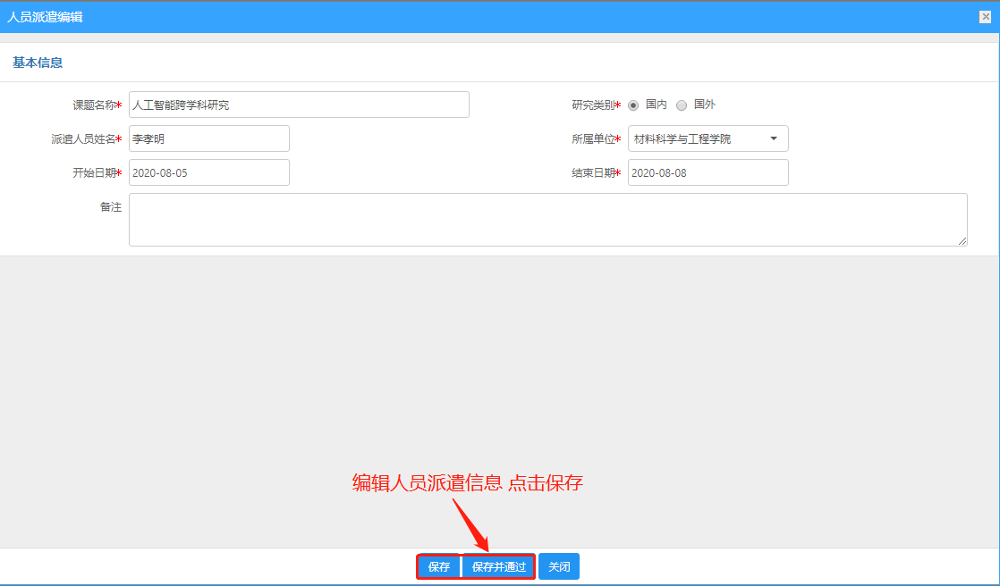 人员派遣编辑
基本信息
课题名称* 人工智能跨学科研究 研究类别* 国内 国外
派遣人员姓名* 李孝明 所属单位* 材料科学与工程学院
开始日期* 2020-08-05 结束日期* 2020-08-08
备注
编辑人员派遣信息 点击保存
保存 保存并通过 关闭